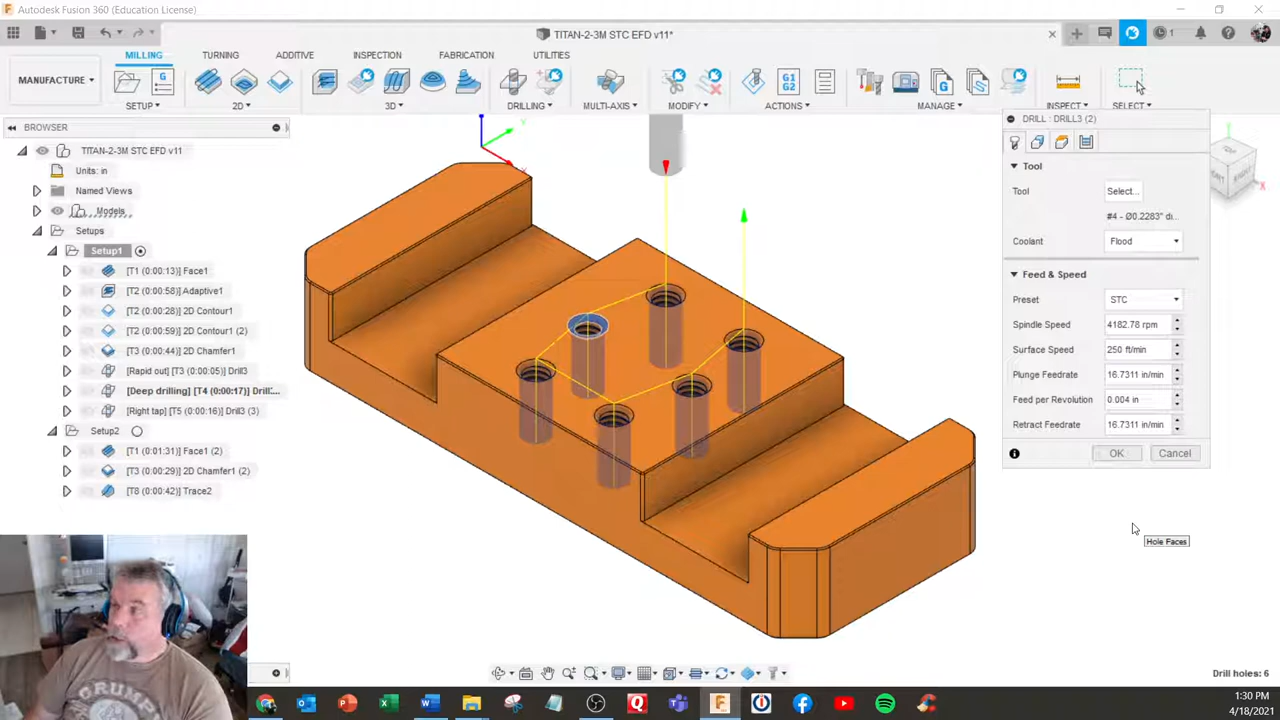 Autodesk Fusion 360 (Education License)
TITAN-2-3M STC EFD v11*
1
MANUFACTURE
MILLING TURNING ADDITIVE INSPECTION FABRICATION UTILITIES
G
G1
G2
G
SETUP 2D 3D DRILLING MULTI-AXIS MODIFY ACTIONS MANAGE INSPECT SELECT
BROWSER
TITAN-2-3M STC EFD v11
Units: in
Named Views
Models
Setups
Setup1
[T1 (0:00:13)] Face1
[T2 (0:00:58)] Adaptive1
[T2 (0:00:28)] 2D Contour1
[T2 (0:00:59)] 2D Contour1 (2)
[T3 (0:00:44)] 2D Chamfer1
[Rapid out] [T3 (0:00:05)] Drill3
[Deep drilling] [T4 (0:00:17)] Drill:...
[Right tap] [T5 (0:00:16)] Drill3 (3)
Setup2
[T1 (0:01:31)] Face1 (2)
[T3 (0:00:29)] 2D Chamfer1 (2)
[T8 (0:00:42)] Trace2
DRILL : DRILL3 (2)
Tool
Tool Select...
#4 - Ø0.2283" di...
Coolant Flood
Feed & Speed
Preset STC
Spindle Speed 4182.78 rpm
Surface Speed 250 ft/min
Plunge Feedrate 16.7311 in/min
Feed per Revolution 0.004 in
Retract Feedrate 16.7311 in/min
OK Cancel
Hole Faces
Y
X
Drill holes: 6
1:30 PM
4/18/2021